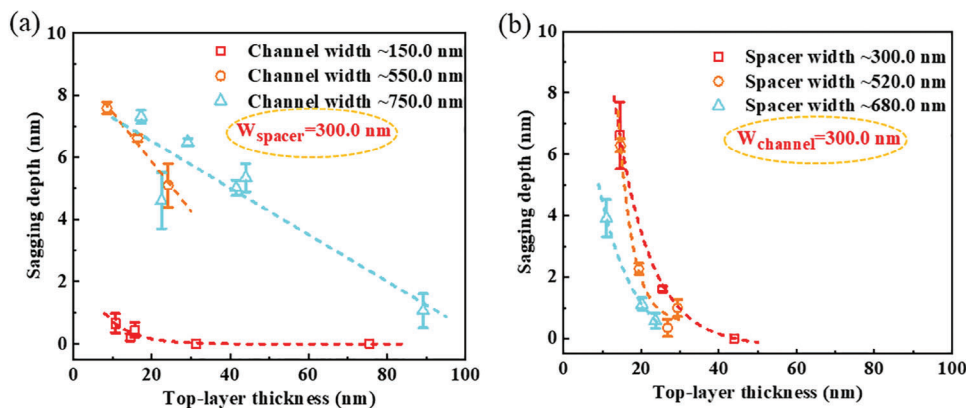 (a)
10
8
6
4
2
0
Sagging depth (nm)
Channel width ~150.0 nm
Channel width ~550.0 nm
Channel width ~750.0 nm
Wspacer=300.0 nm
0 20 40 60 80 100
Top-layer thickness (nm)
(b)
10
8
6
4
2
0
Sagging depth (nm)
Spacer width ~300.0 nm
Spacer width ~520.0 nm
Spacer width ~680.0 nm
Wchannel=300.0 nm
0 20 40 60 80 100
Top-layer thickness (nm)